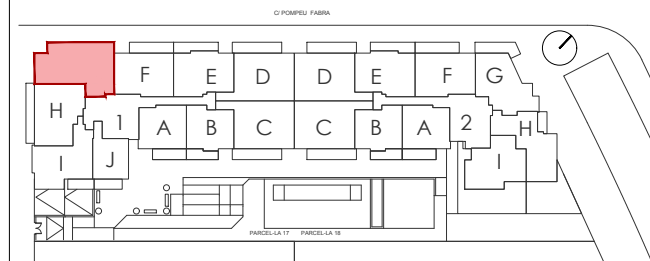 C/ POMPEU FABRA
F E D D E F G
H 1 A B C C B A 2 H
I J I
PARCEL·LA 17 PARCEL·LA 18